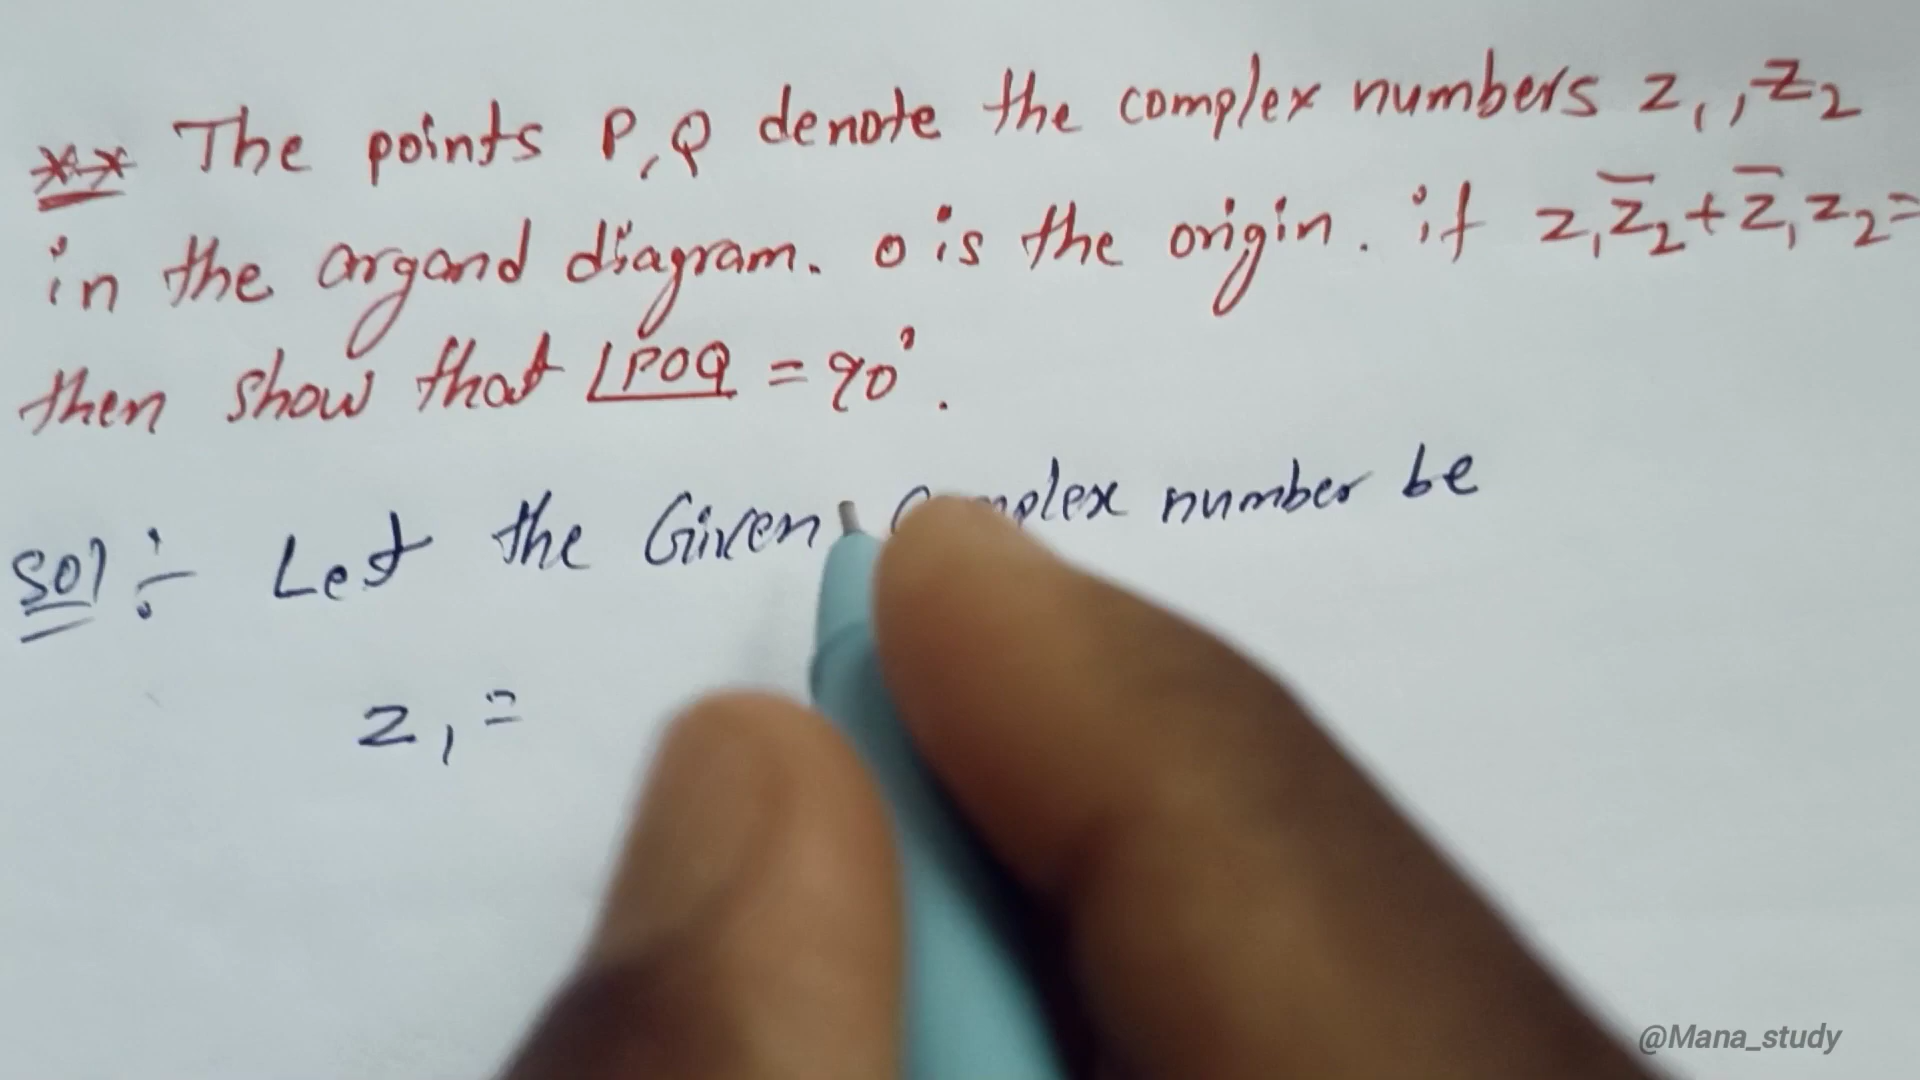 ** The points P,Q denote the complex numbers z₁,z₂
in the argand diagram. o is the origin. if z₁z̅₂+z̅₁z₂=
then show that ∠POQ = 90°.
Sol ÷ Let the Given complex number be
z₁ =
@Mana_study